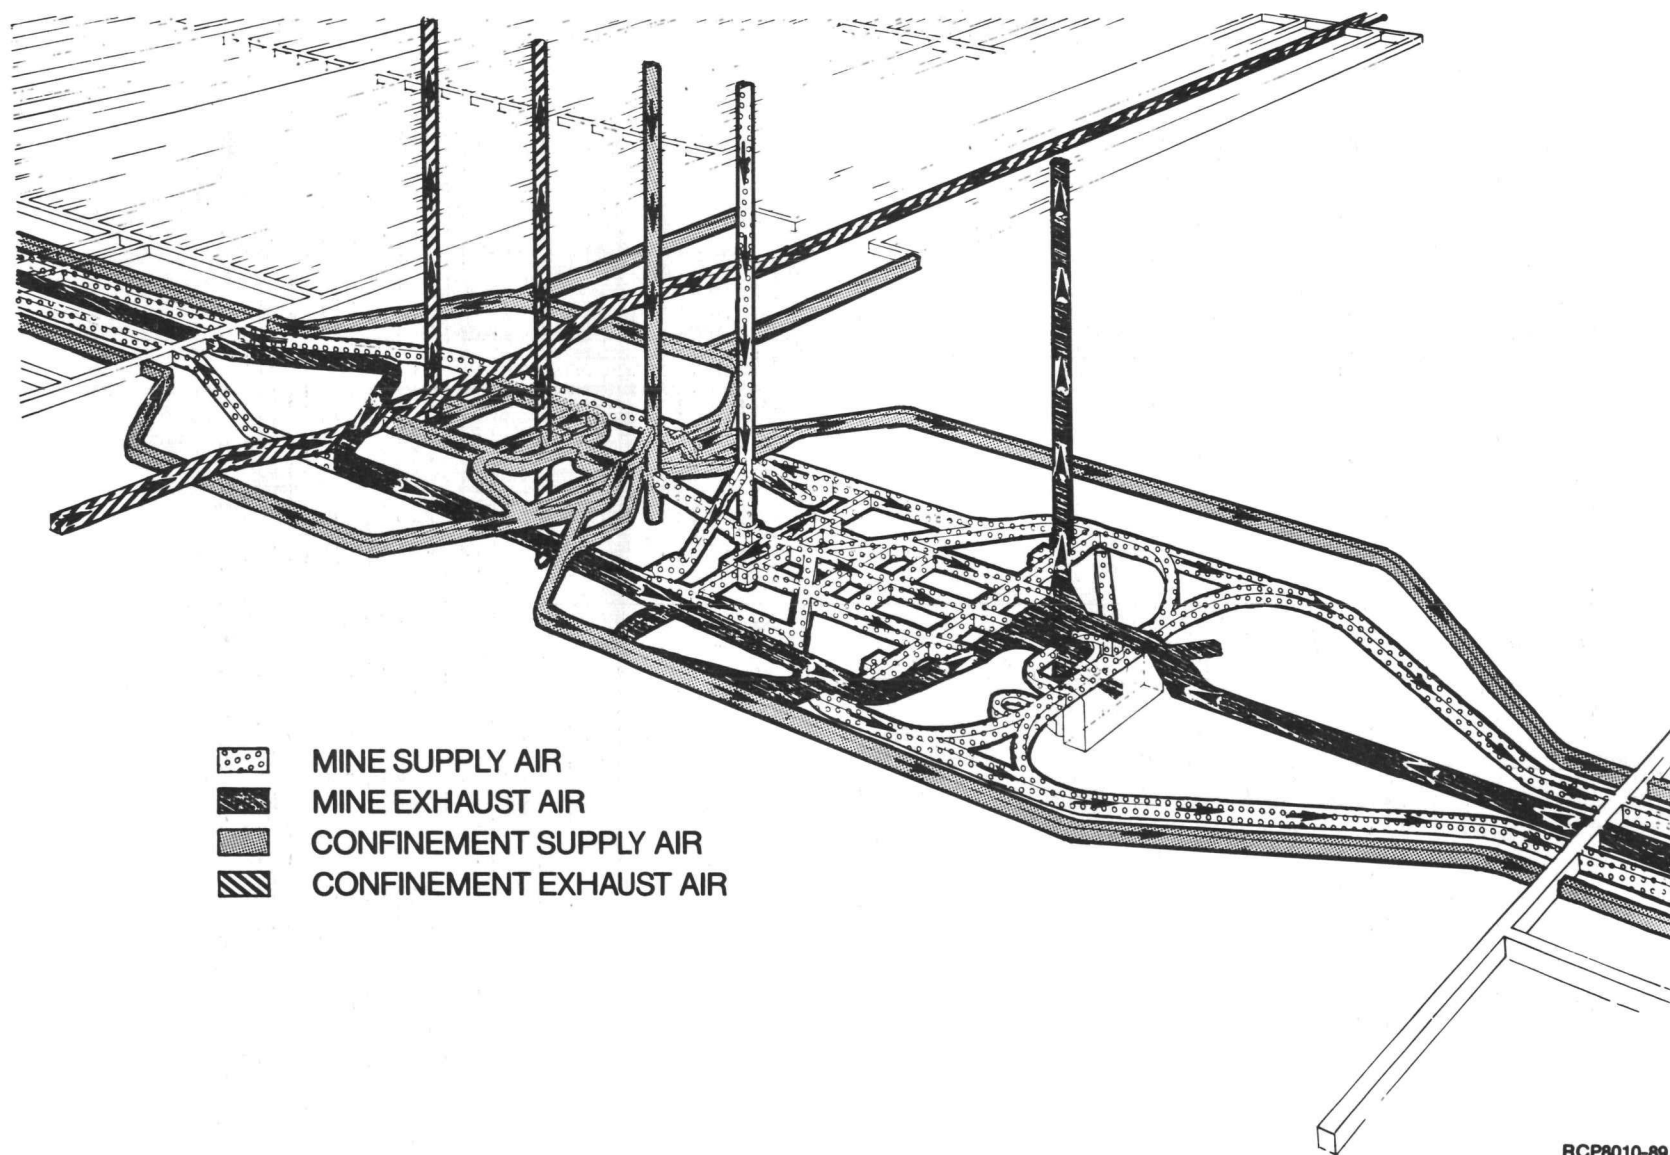 MINE SUPPLY AIR
MINE EXHAUST AIR
CONFINEMENT SUPPLY AIR
CONFINEMENT EXHAUST AIR
RCP8010-89